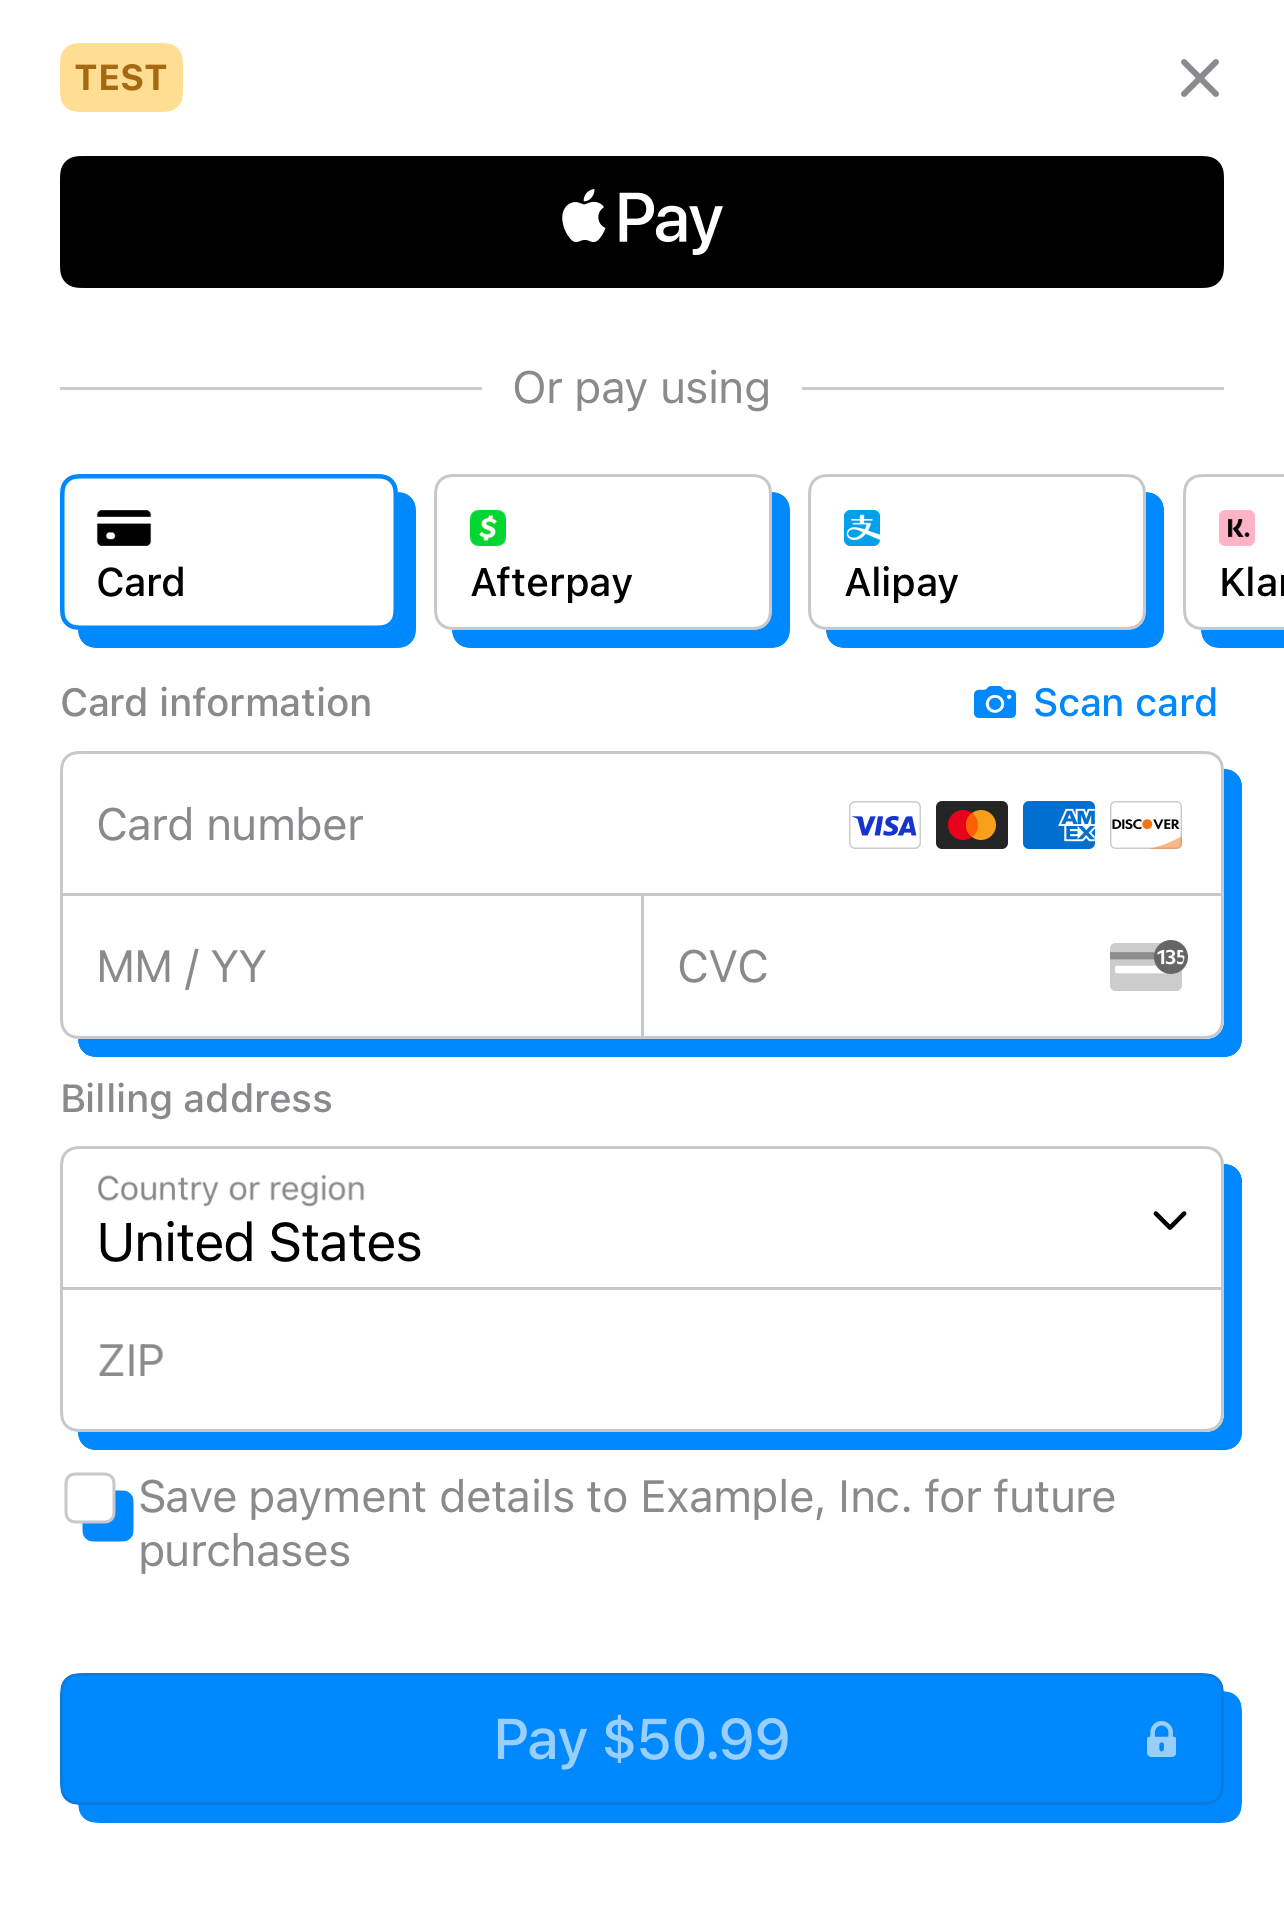 TEST
Pay
Or pay using
Card
Afterpay
Alipay
K.
Klar
Card information
Scan card
Card number
VISA
AM
EX
DISCOVER
MM / YY
CVC
135
Billing address
Country or region
United States
ZIP
Save payment details to Example, Inc. for future
purchases
Pay $50.99